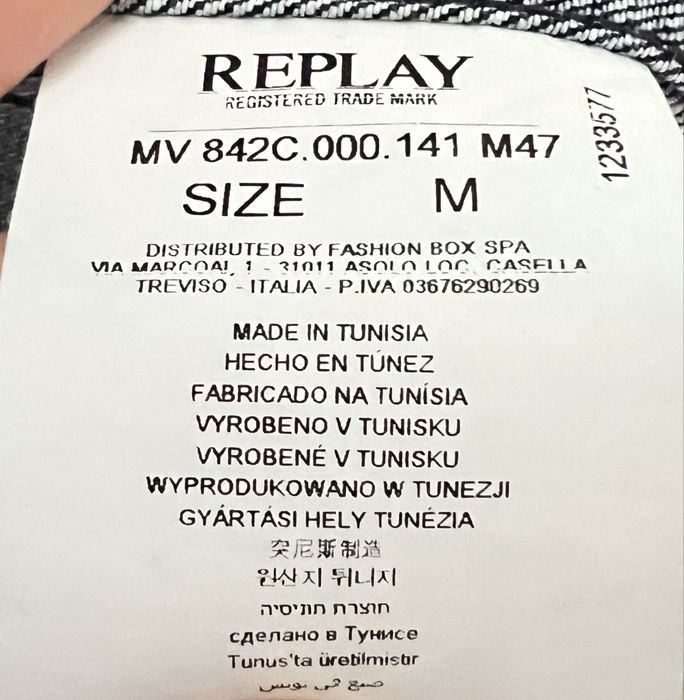 REPLAY
REGISTERED TRADE MARK
MV 842C.000.141 M47
1233577
SIZE M
DISTRIBUTED BY FASHION BOX SPA
VIA MARCOAI, 1 - 31011 ASOLO LOC. CASELLA
TREVISO - ITALIA - P.IVA 03676290269
MADE IN TUNISIA
HECHO EN TÚNEZ
FABRICADO NA TUNÍSIA
VYROBENO V TUNISKU
VYROBENÉ V TUNISKU
WYPRODUKOWANO W TUNEZJI
GYÁRTÁSI HELY TUNÉZIA
突尼斯制造
원산지 튀니지
תוצרת תוניסיה
сделано в Тунисе
Tunus'ta üretilmistir
صنع في تونس